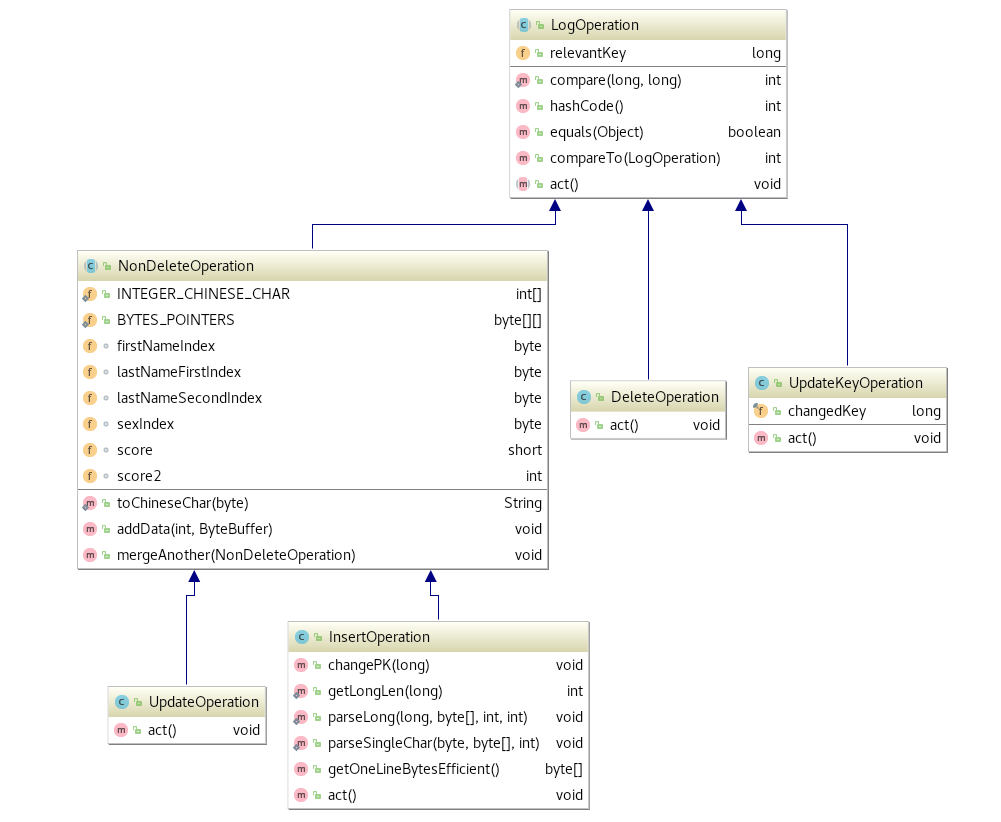 LogOperation
relevantKey long
compare(long, long) int
hashCode() int
equals(Object) boolean
compareTo(LogOperation) int
act() void
NonDeleteOperation
INTEGER_CHINESE_CHAR int[]
BYTES_POINTERS byte[][]
firstNameIndex byte
lastNameFirstIndex byte
lastNameSecondIndex byte
sexIndex byte
score short
score2 int
toChineseChar(byte) String
addData(int, ByteBuffer) void
mergeAnother(NonDeleteOperation) void
DeleteOperation
act() void
UpdateKeyOperation
changedKey long
act() void
UpdateOperation
act() void
InsertOperation
changePK(long) void
getLongLen(long) int
parseLong(long, byte[], int, int) void
parseSingleChar(byte, byte[], int) void
getOneLineBytesEfficient() byte[]
act() void